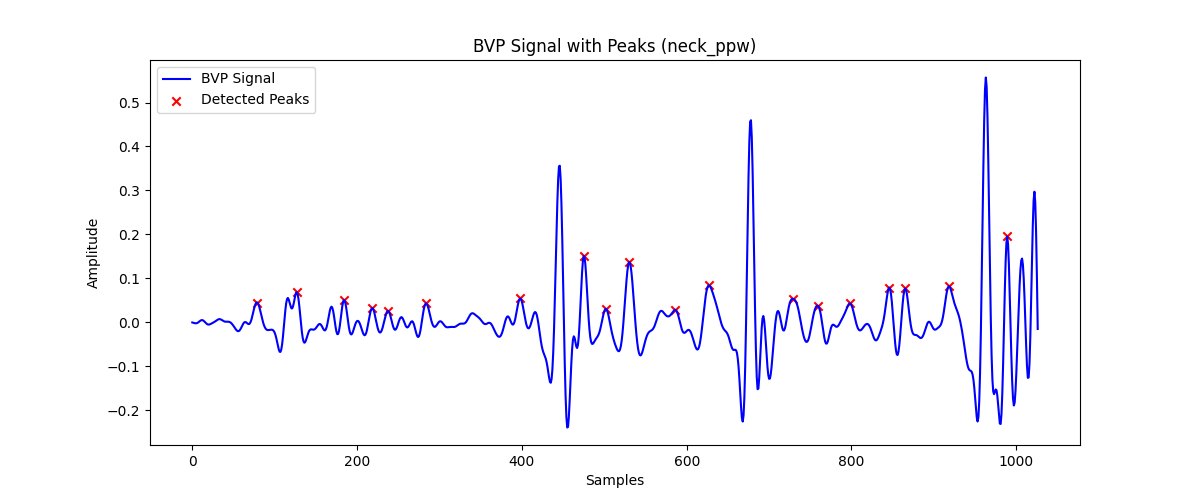 BVP Signal with Peaks (neck_ppw)
BVP Signal
Detected Peaks
Amplitude
0.5
0.4
0.3
0.2
0.1
0.0
−0.1
−0.2
0 200 400 600 800 1000
Samples